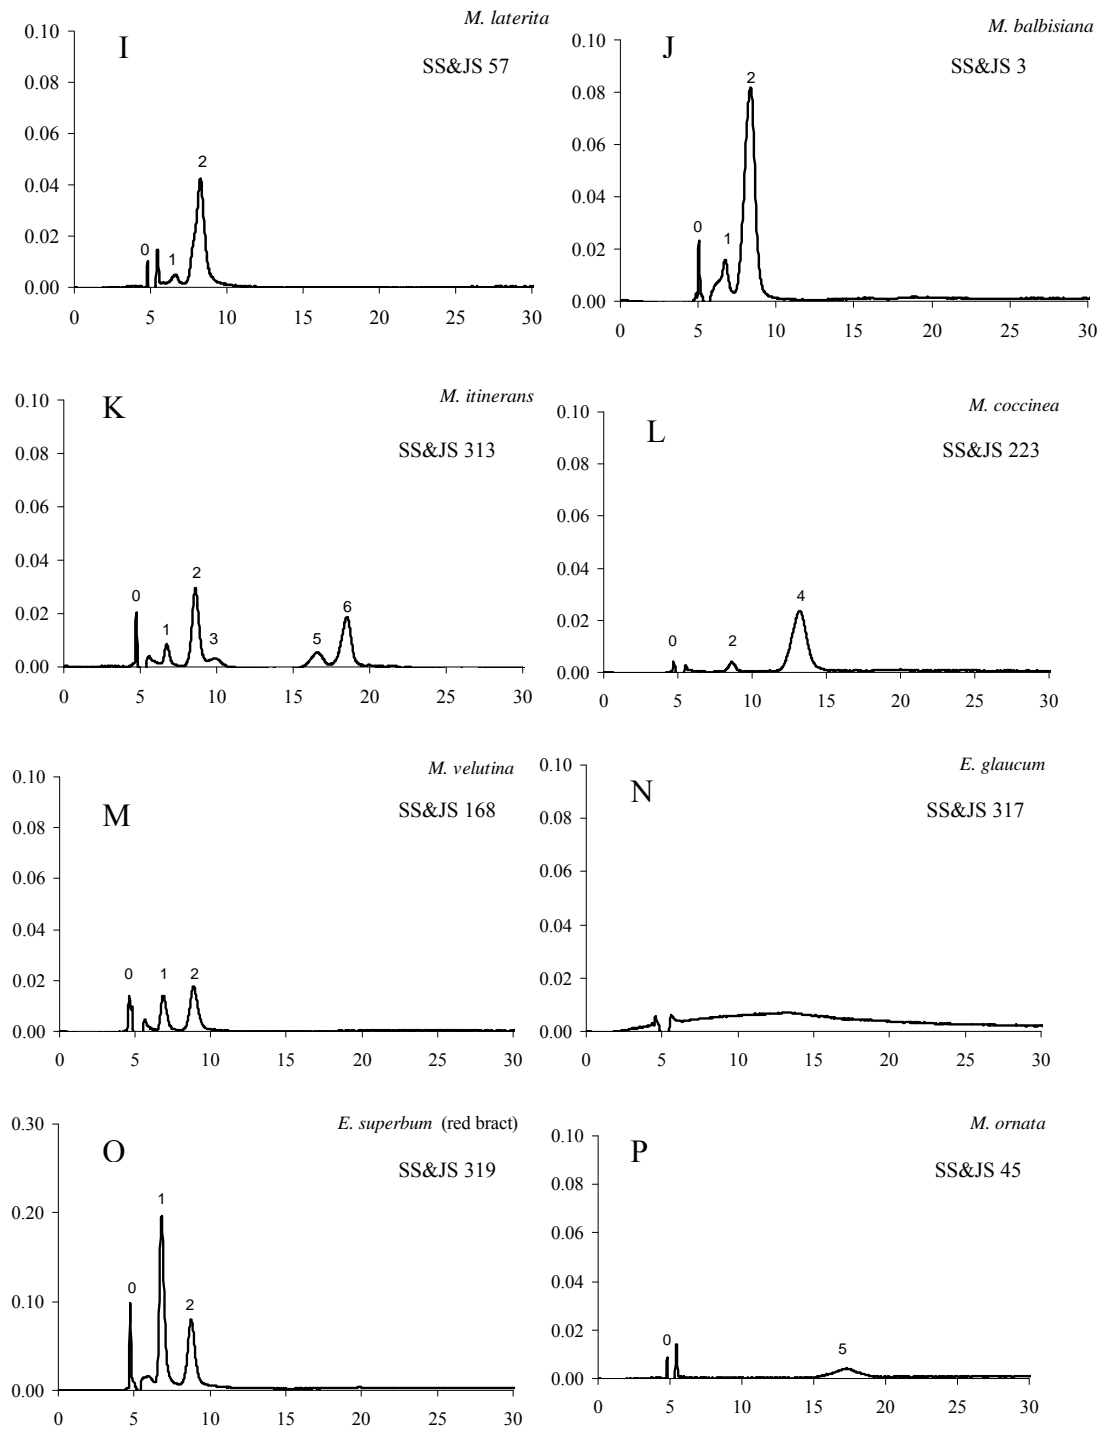 M. laterita
I
SS&JS 57
0.10
0.08
0.06
0.04
0.02
0.00
0 1 2
0 5 10 15 20 25 30
M. balbisiana
J
SS&JS 3
0.10
0.08
0.06
0.04
0.02
0.00
0 1 2
0 5 10 15 20 25 30
M. itinerans
K
SS&JS 313
0.10
0.08
0.06
0.04
0.02
0.00
0 1 2 3 5 6
0 5 10 15 20 25 30
M. coccinea
L
SS&JS 223
0.10
0.08
0.06
0.04
0.02
0.00
0 2 4
0 5 10 15 20 25 30
M. velutina
M
SS&JS 168
0.10
0.08
0.06
0.04
0.02
0.00
0 1 2
0 5 10 15 20 25 30
E. glaucum
N
SS&JS 317
0.10
0.08
0.06
0.04
0.02
0.00
0 5 10 15 20 25 30
E. superbum (red bract)
O
SS&JS 319
0.30
0.20
0.10
0.00
0 1 2
0 5 10 15 20 25 30
M. ornata
P
SS&JS 45
0.10
0.08
0.06
0.04
0.02
0.00
0 5
0 5 10 15 20 25 30